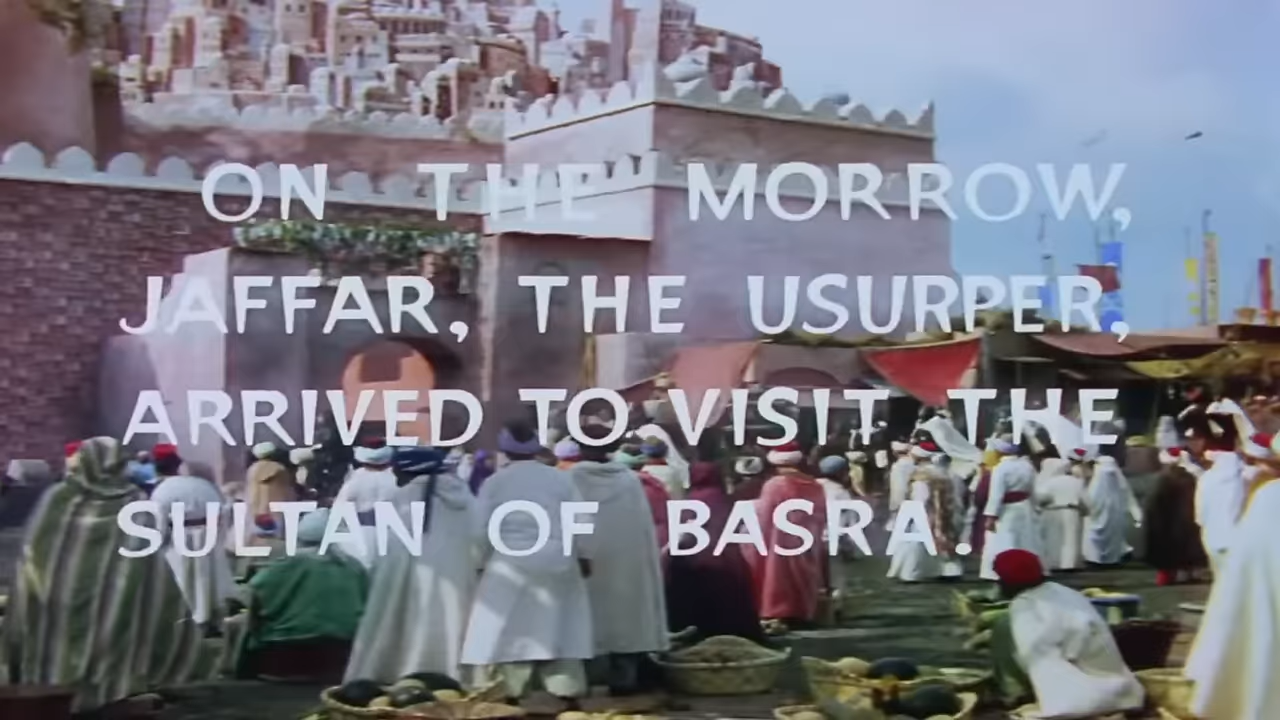 ON THE MORROW,
JAFFAR, THE USURPER,
ARRIVED TO VISIT THE
SULTAN OF BASRA.